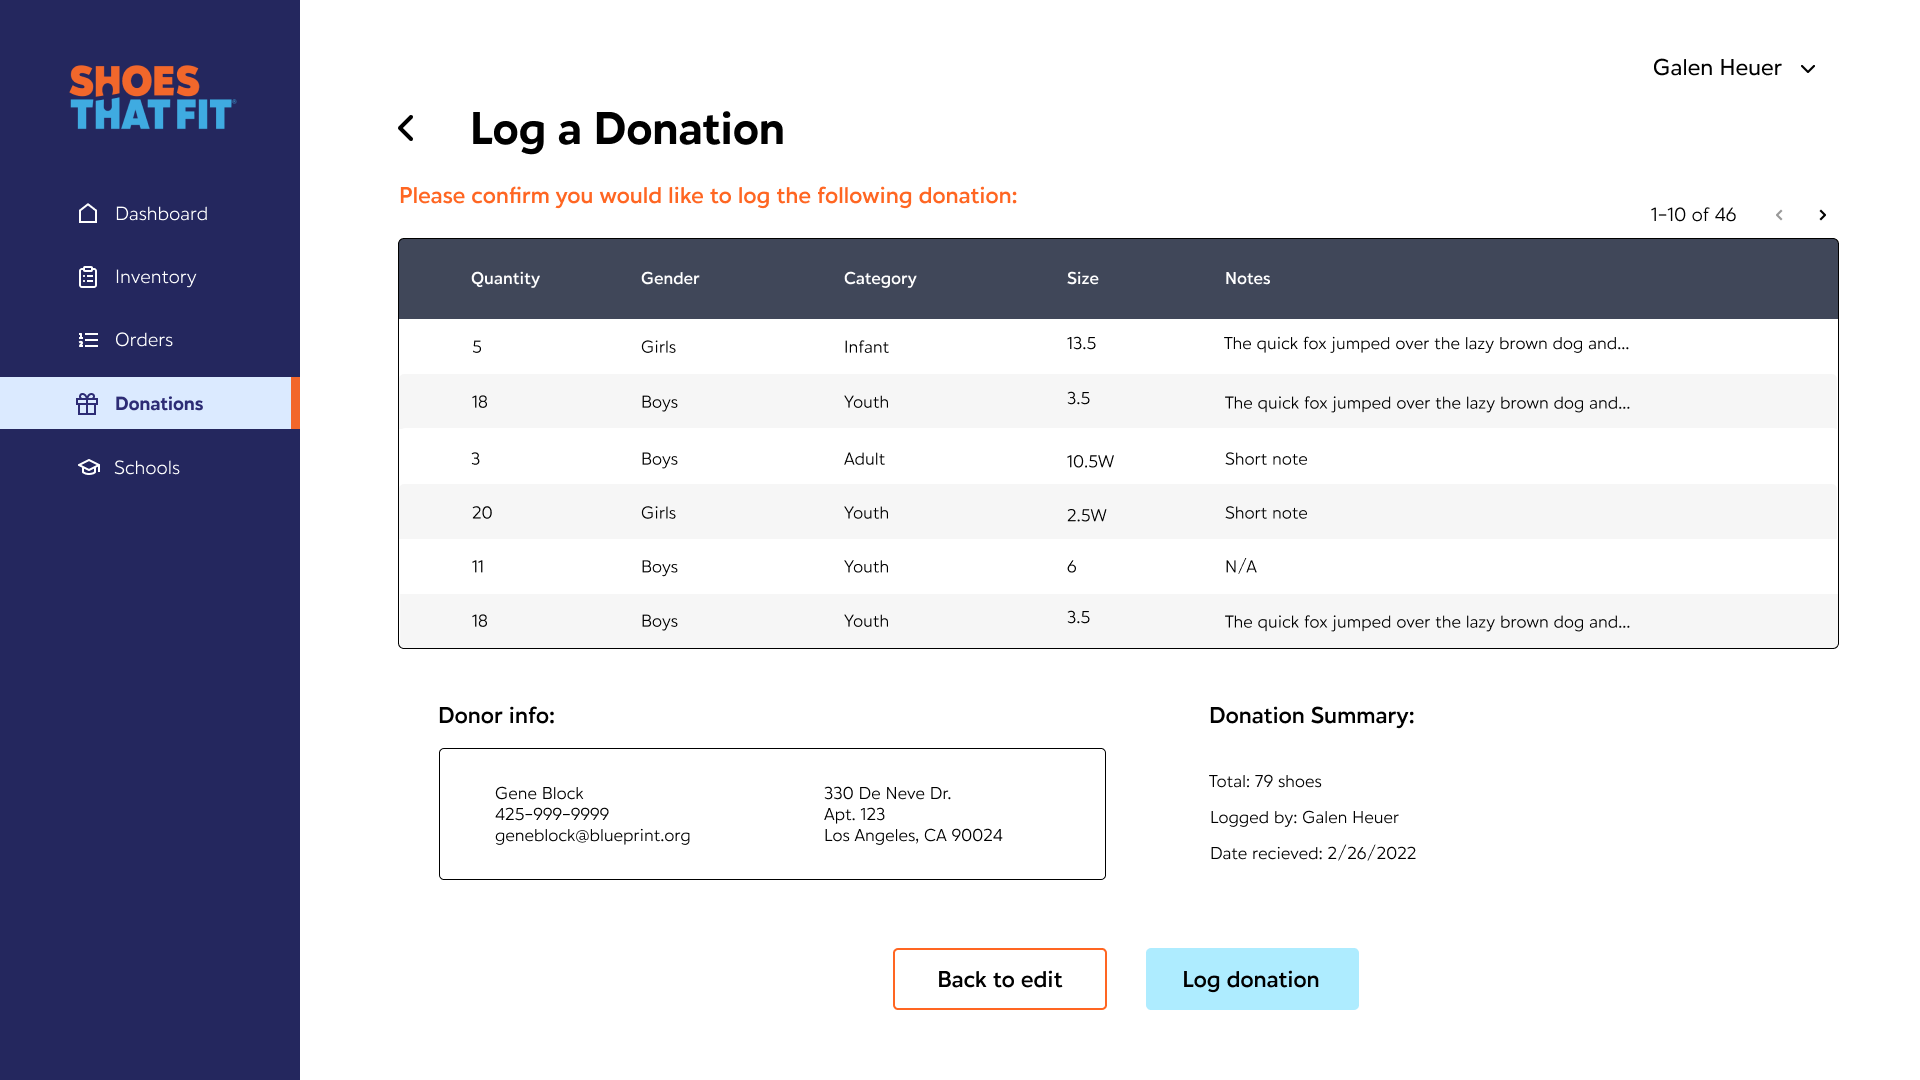 SHOES
THAT FIT
Galen Heuer
Log a Donation
Please confirm you would like to log the following donation:
1-10 of 46
Dashboard
Inventory
Orders
Donations
Schools
Quantity Gender Category Size Notes
5 Girls Infant 13.5 The quick fox jumped over the lazy brown dog and...
18 Boys Youth 3.5 The quick fox jumped over the lazy brown dog and...
3 Boys Adult 10.5W Short note
20 Girls Youth 2.5W Short note
11 Boys Youth 6 N/A
18 Boys Youth 3.5 The quick fox jumped over the lazy brown dog and...
Donor info:
Gene Block
425-999-9999
geneblock@blueprint.org
330 De Neve Dr.
Apt. 123
Los Angeles, CA 90024
Donation Summary:
Total: 79 shoes
Logged by: Galen Heuer
Date recieved: 2/26/2022
Back to edit
Log donation